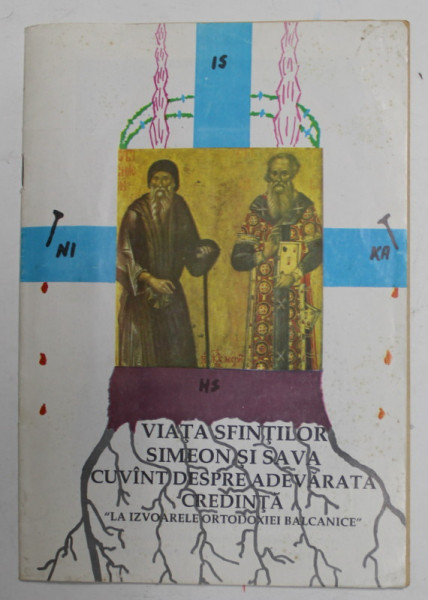 IS
NI
KA
HS
VIAȚA SFINȚILOR
SIMEON ȘI SAVA
CUVÎNT DESPRE ADEVĂRATA
CREDINȚĂ
"LA IZVOARELE ORTODOXIEI BALCANICE"